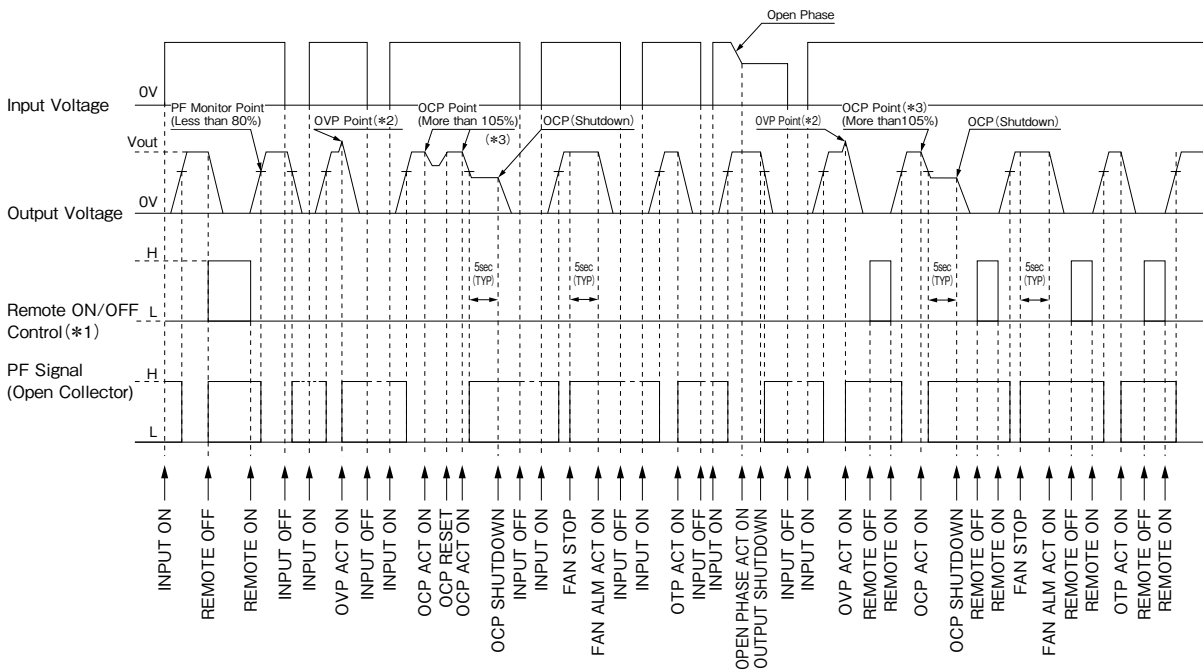 Open Phase
0V
Input Voltage
PF Monitor Point
(Less than 80%)
OVP Point(*2)
OCP Point
(More than 105%)
(*3)
OCP(Shutdown)
OVP Point(*2)
OCP Point(*3)
(More than105%)
OCP(Shutdown)
Vout
0V
Output Voltage
H
5sec
(TYP)
5sec
(TYP)
5sec
(TYP)
5sec
(TYP)
L
Remote ON/OFF
Control(*1)
PF Signal
(Open Collector)
H
L
INPUT ON
REMOTE OFF
REMOTE ON
INPUT OFF
INPUT ON
OVP ACT ON
INPUT OFF
INPUT ON
OCP ACT ON
OCP RESET
OCP ACT ON
OCP SHUTDOWN
INPUT OFF
INPUT ON
FAN STOP
FAN ALM ACT ON
INPUT OFF
INPUT ON
OTP ACT ON
INPUT OFF
INPUT ON
OPEN PHASE ACT ON
OUTPUT SHUTDOWN
INPUT OFF
INPUT ON
OVP ACT ON
REMOTE OFF
REMOTE ON
OCP ACT ON
OCP SHUTDOWN
REMOTE OFF
REMOTE ON
FAN STOP
FAN ALM ACT ON
REMOTE OFF
REMOTE ON
OTP ACT ON
REMOTE OFF
REMOTE ON